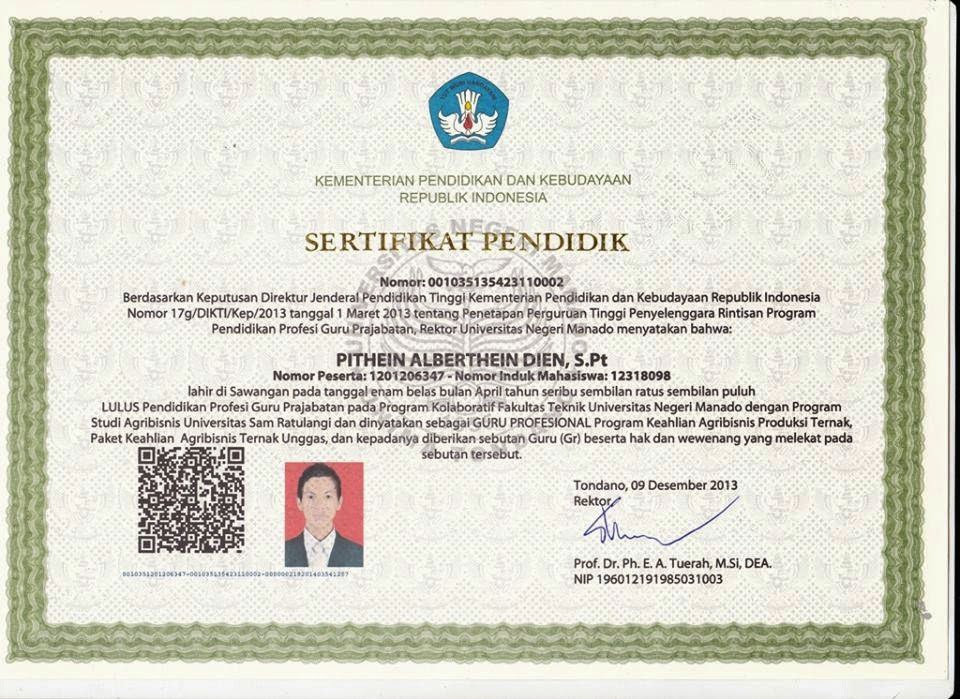 TUT WURI HANDAYANI
KEMENTERIAN PENDIDIKAN DAN KEBUDAYAAN
REPUBLIK INDONESIA
UNIVERSITAS NEGERI MANADO
SERTIFIKAT PENDIDIK
Nomor: 001035135423110002
Berdasarkan Keputusan Direktur Jenderal Pendidikan Tinggi Kementerian Pendidikan dan Kebudayaan Republik Indonesia
Nomor 17g/DIKTI/Kep/2013 tanggal 1 Maret 2013 tentang Penetapan Perguruan Tinggi Penyelenggara Rintisan Program
Pendidikan Profesi Guru Prajabatan, Rektor Universitas Negeri Manado menyatakan bahwa:
PITHEIN ALBERTHEIN DIEN, S.Pt
Nomor Peserta: 1201206347 - Nomor Induk Mahasiswa: 12318098
lahir di Sawangan pada tanggal enam belas bulan April tahun seribu sembilan ratus sembilan puluh
LULUS Pendidikan Profesi Guru Prajabatan pada Program Kolaboratif Fakultas Teknik Universitas Negeri Manado dengan Program
Studi Agribisnis Universitas Sam Ratulangi dan dinyatakan sebagai GURU PROFESIONAL Program Keahlian Agribisnis Produksi Ternak,
Paket Keahlian Agribisnis Ternak Unggas, dan kepadanya diberikan sebutan Guru (Gr) beserta hak dan wewenang yang melekat pada
sebutan tersebut.
Tondano, 09 Desember 2013
Rektor,
Prof. Dr. Ph. E. A. Tuerah, M.Si, DEA.
NIP 196012191985031003